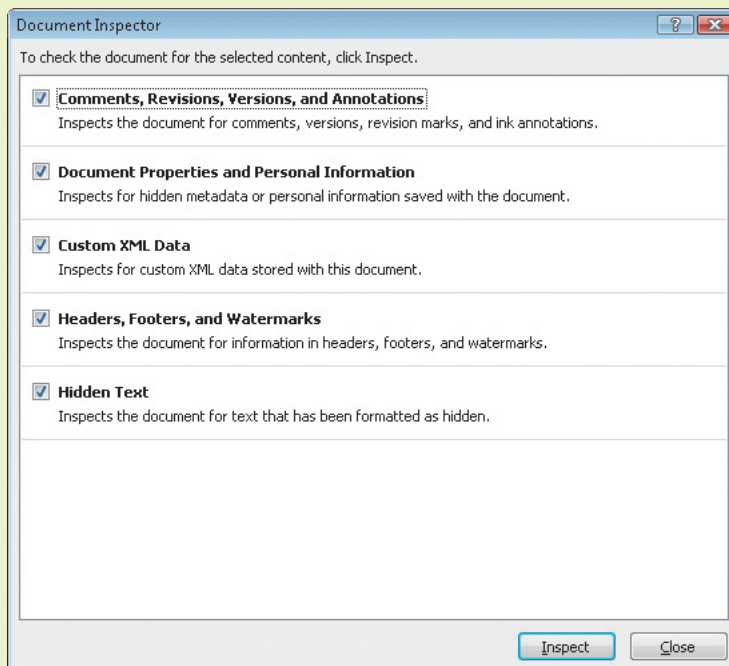 Document Inspector
?
To check the document for the selected content, click Inspect.
Comments, Revisions, Versions, and Annotations
Inspects the document for comments, versions, revision marks, and ink annotations.
Document Properties and Personal Information
Inspects for hidden metadata or personal information saved with the document.
Custom XML Data
Inspects for custom XML data stored with this document.
Headers, Footers, and Watermarks
Inspects the document for information in headers, footers, and watermarks.
Hidden Text
Inspects the document for text that has been formatted as hidden.
Inspect Close